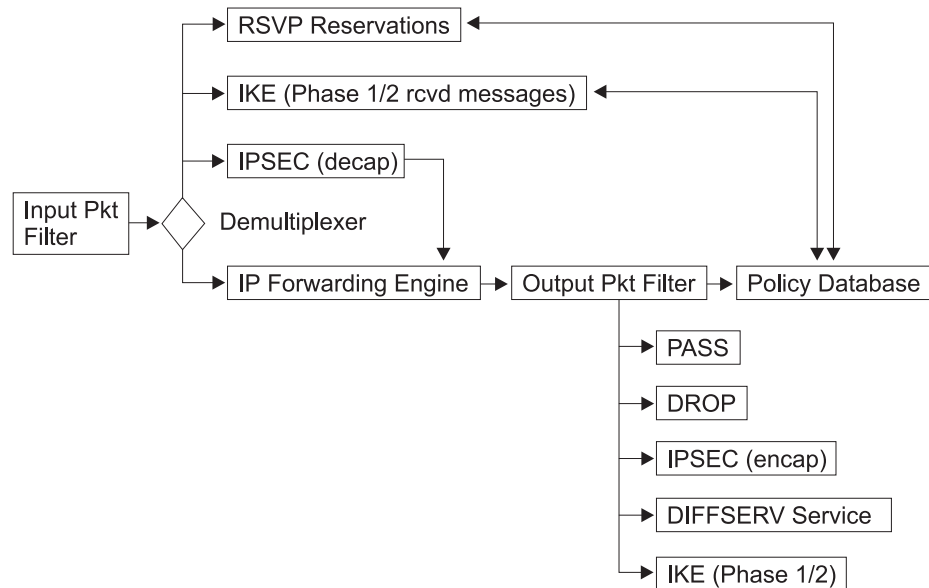 RSVP Reservations
IKE (Phase 1/2 rcvd messages)
IPSEC (decap)
Input Pkt
Filter
Demultiplexer
IP Forwarding Engine
Output Pkt Filter
Policy Database
PASS
DROP
IPSEC (encap)
DIFFSERV Service
IKE (Phase 1/2)